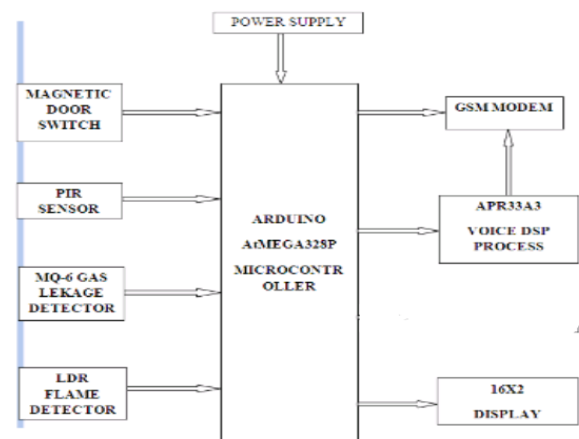 POWER SUPPLY
MAGNETIC
DOOR
SWITCH
PIR
SENSOR
MQ-6 GAS
LEKAGE
DETECTOR
LDR
FLAME
DETECTOR
ARDUINO
AtMEGA328P
MICROCONTR
OLLER
GSM MODEM
APR33A3
VOICE DSP
PROCESS
16X2
DISPLAY